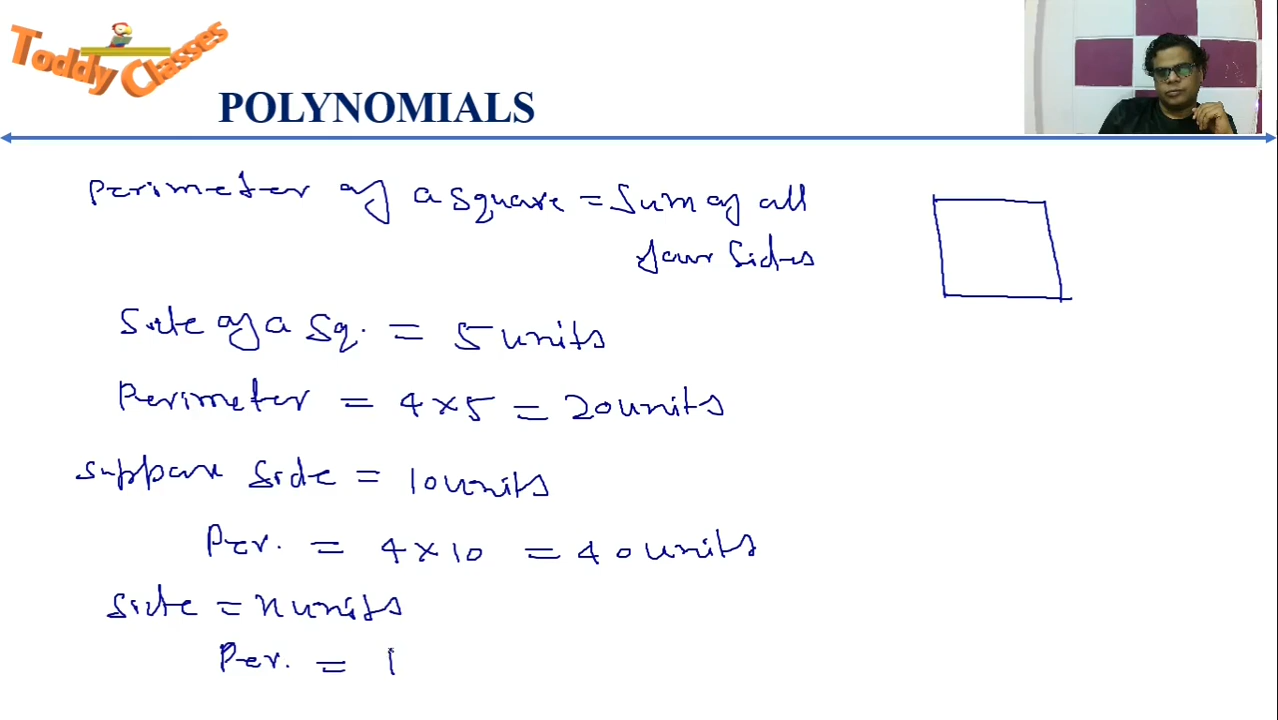 Toddy Classes
POLYNOMIALS
Perimeter of a square = Sum of all
four sides
Side of a Sq. = 5 units
Perimeter = 4 × 5 = 20 units
Suppose Side = 10 units
Per. = 4 × 10 = 40 units
Side = x units
Per. =